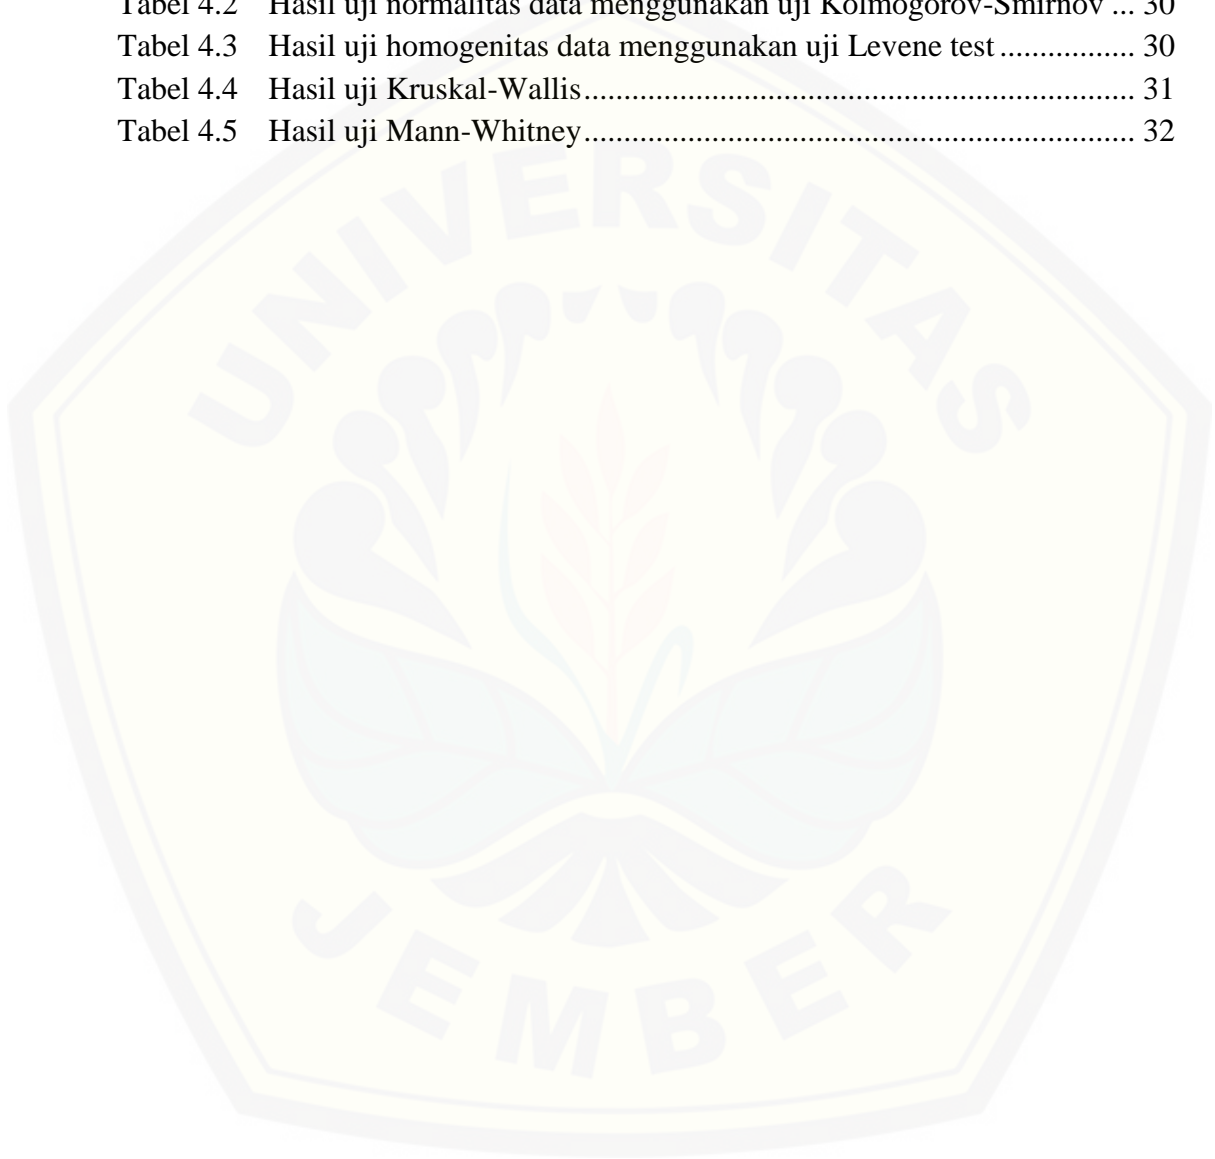 Tabel 4.2 Hasil uji normalitas data menggunakan uji Kolmogorov-Smirnov ... 30
Tabel 4.3 Hasil uji homogenitas data menggunakan uji Levene test ................. 30
Tabel 4.4 Hasil uji Kruskal-Wallis...................................................................... 31
Tabel 4.5 Hasil uji Mann-Whitney...................................................................... 32
UNIVERSITAS
JEMBER